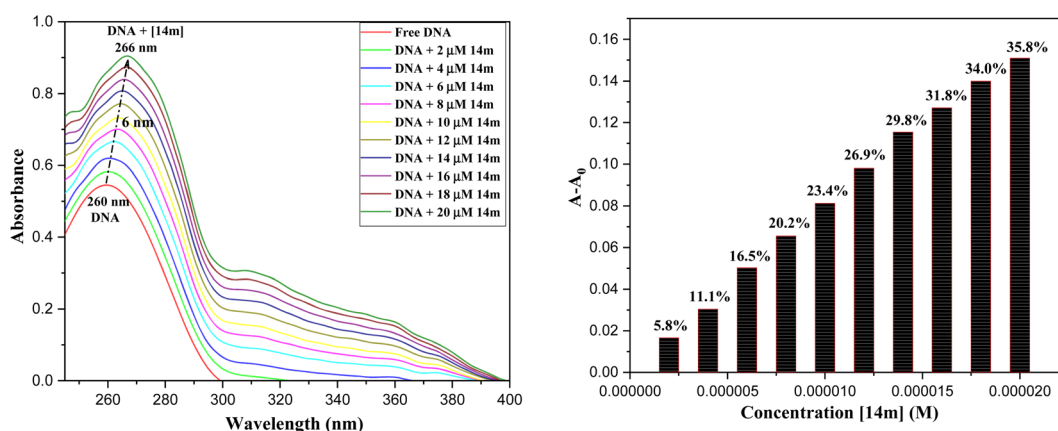 DNA + [14m]
266 nm
6 nm
260 nm
DNA
Free DNA
DNA + 2 μM 14m
DNA + 4 μM 14m
DNA + 6 μM 14m
DNA + 8 μM 14m
DNA + 10 μM 14m
DNA + 12 μM 14m
DNA + 14 μM 14m
DNA + 16 μM 14m
DNA + 18 μM 14m
DNA + 20 μM 14m
Absorbance
1.0
0.8
0.6
0.4
0.2
0.0
260 280 300 320 340 360 380 400
Wavelength (nm)
A-A0
0.16
0.14
0.12
0.10
0.08
0.06
0.04
0.02
0.00
5.8%
11.1%
16.5%
20.2%
23.4%
26.9%
29.8%
31.8%
34.0%
35.8%
0.000000 0.000005 0.000010 0.000015 0.000020
Concentration [14m] (M)